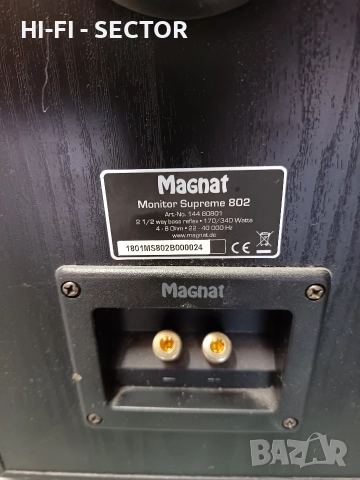 HI-FI - SECTOR
Magnat
Monitor Supreme 802
Art.-No. 144 80801
2 1/2 way bass reflex • 170/340 Watts
4 - 8 Ohm • 22 - 40 000 Hz
www.magnat.de
1801MS802B000024
CE
Magnat
BAZAR